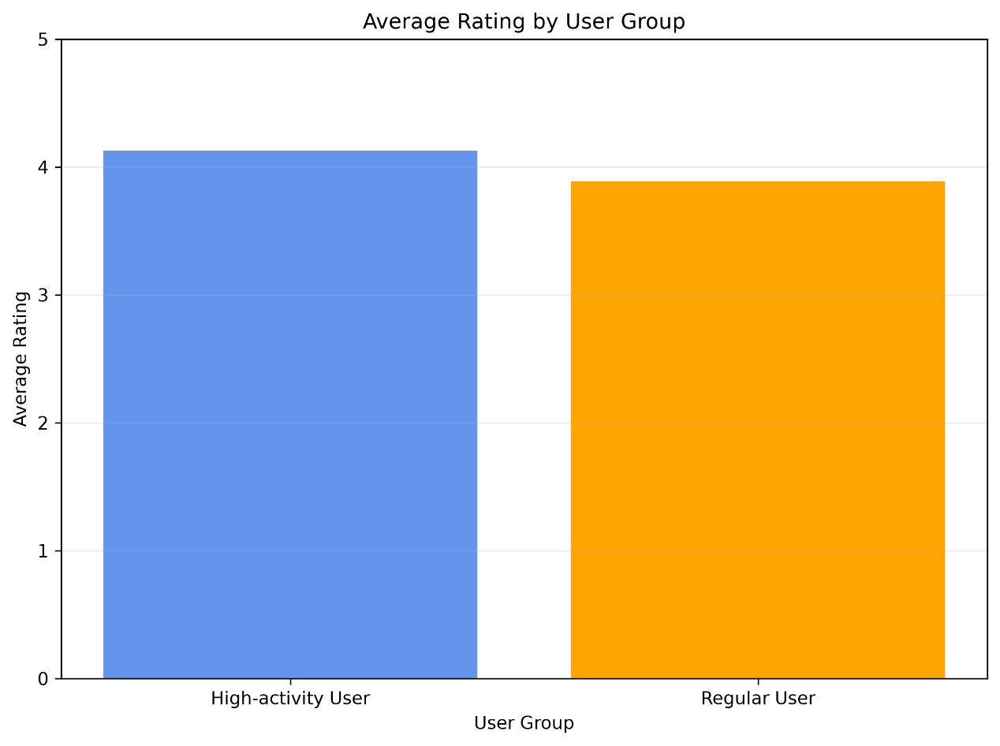 Average Rating by User Group
5
4
3
2
1
0
Average Rating
High-activity User
Regular User
User Group